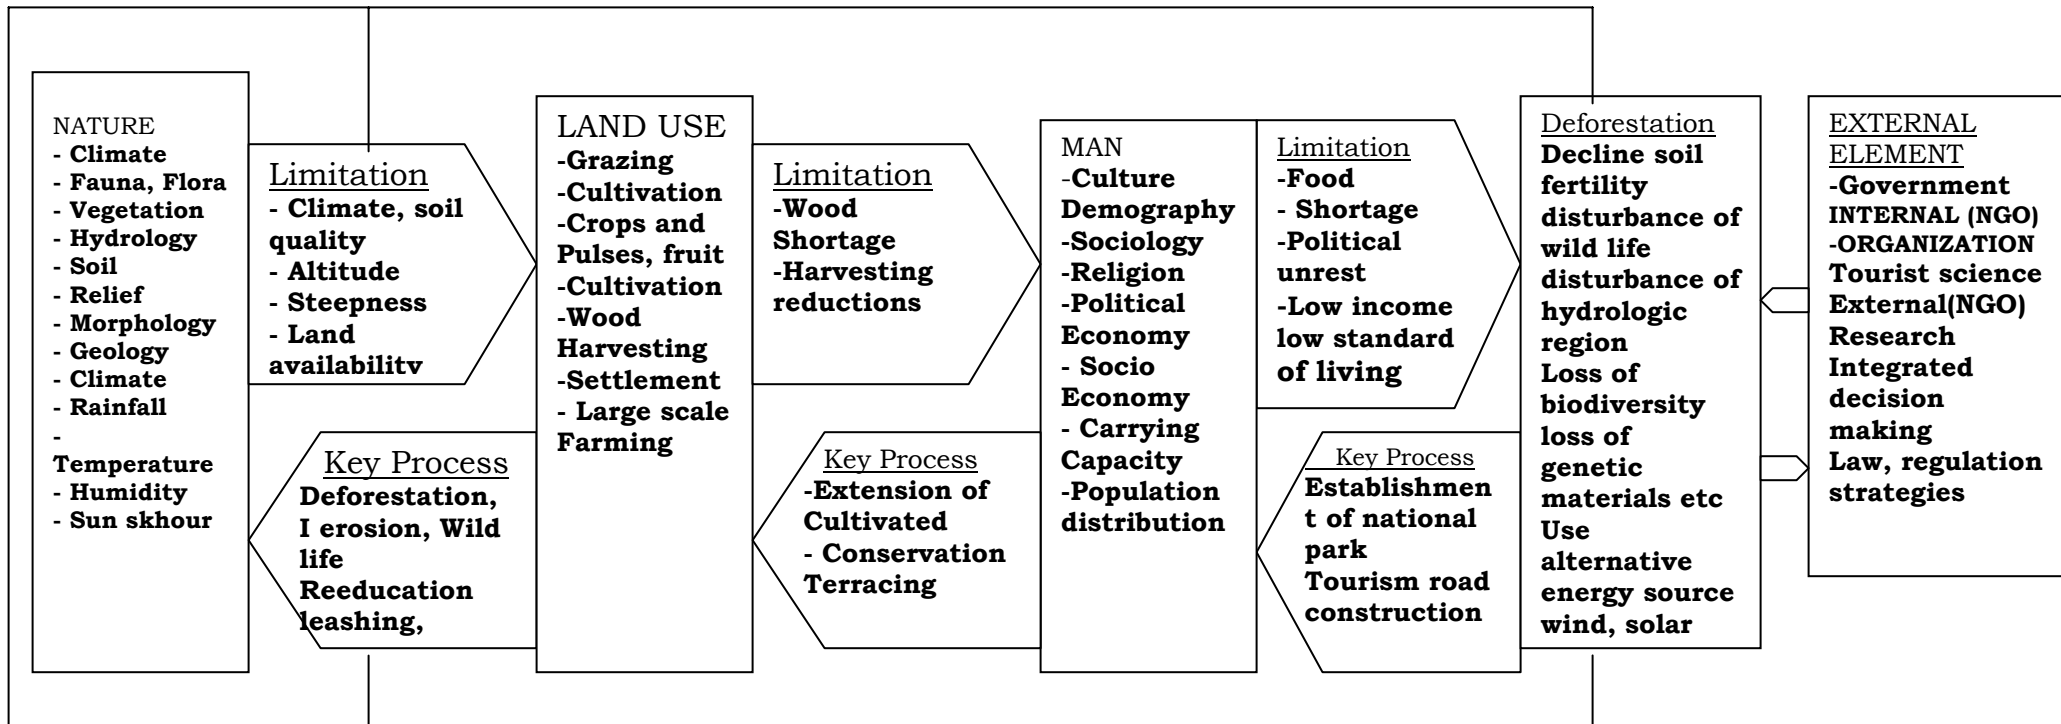 NATURE
- Climate
- Fauna, Flora
- Vegetation
- Hydrology
- Soil
- Relief
- Morphology
- Geology
- Climate
- Rainfall
-
Temperature
- Humidity
- Sun skhour
Limitation
- Climate, soil
quality
- Altitude
- Steepness
- Land
availability
Key Process
Deforestation,
I erosion, Wild
life
Reeducation
leashing,
LAND USE
-Grazing
-Cultivation
-Crops and
Pulses, fruit
-Cultivation
-Wood
Harvesting
-Settlement
- Large scale
Farming
Limitation
-Wood
Shortage
-Harvesting
reductions
Key Process
-Extension of
Cultivated
- Conservation
Terracing
MAN
-Culture
Demography
-Sociology
-Religion
-Political
Economy
- Socio
Economy
- Carrying
Capacity
-Population
distribution
Limitation
-Food
- Shortage
-Political
unrest
-Low income
low standard
of living
Key Process
Establishmen
t of national
park
Tourism road
construction
Deforestation
Decline soil
fertility
disturbance of
wild life
disturbance of
hydrologic
region
Loss of
biodiversity
loss of
genetic
materials etc
Use
alternative
energy source
wind, solar
EXTERNAL
ELEMENT
-Government
INTERNAL (NGO)
-ORGANIZATION
Tourist science
External(NGO)
Research
Integrated
decision
making
Law, regulation
strategies